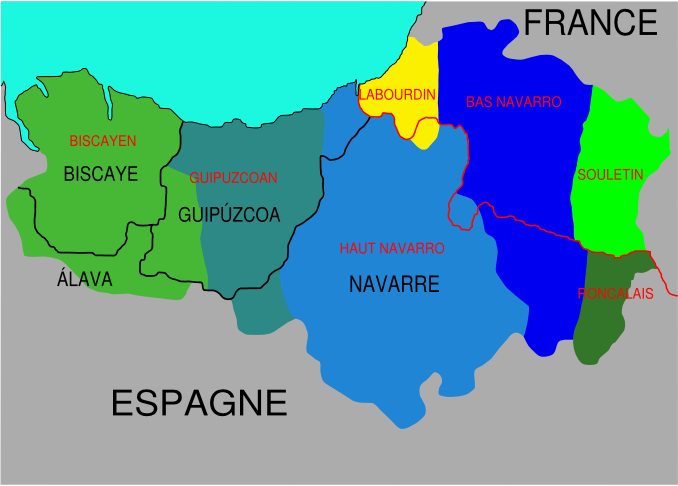 FRANCE
LABOURDIN
BAS NAVARRO
BISCAYEN
BISCAYE
GUIPUZCOAN
SOULETIN
GUIPÚZCOA
HAUT NAVARRO
ÁLAVA
NAVARRE
RONCALAIS
ESPAGNE